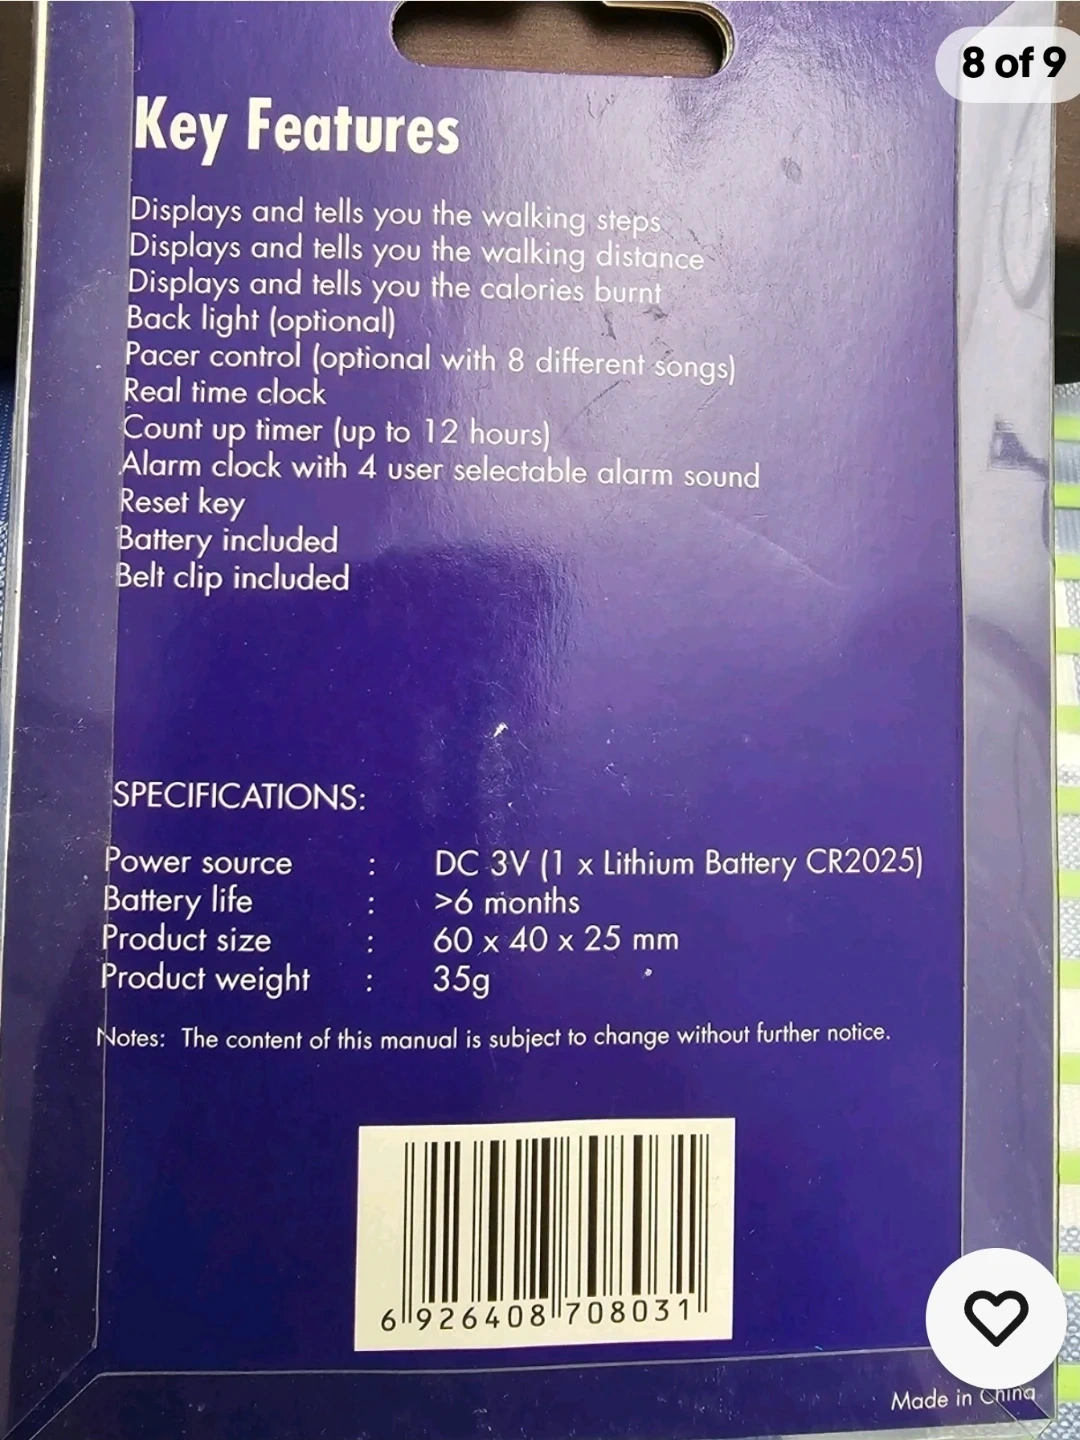 8 of 9
Key Features
Displays and tells you the walking steps
Displays and tells you the walking distance
Displays and tells you the calories burnt
Back light (optional)
Pacer control (optional with 8 different songs)
Real time clock
Count up timer (up to 12 hours)
Alarm clock with 4 user selectable alarm sound
Reset key
Battery included
Belt clip included
SPECIFICATIONS:
Power source : DC 3V (1 x Lithium Battery CR2025)
Battery life : >6 months
Product size : 60 x 40 x 25 mm
Product weight : 35g
Notes: The content of this manual is subject to change without further notice.
6 926408 708031
Made in China